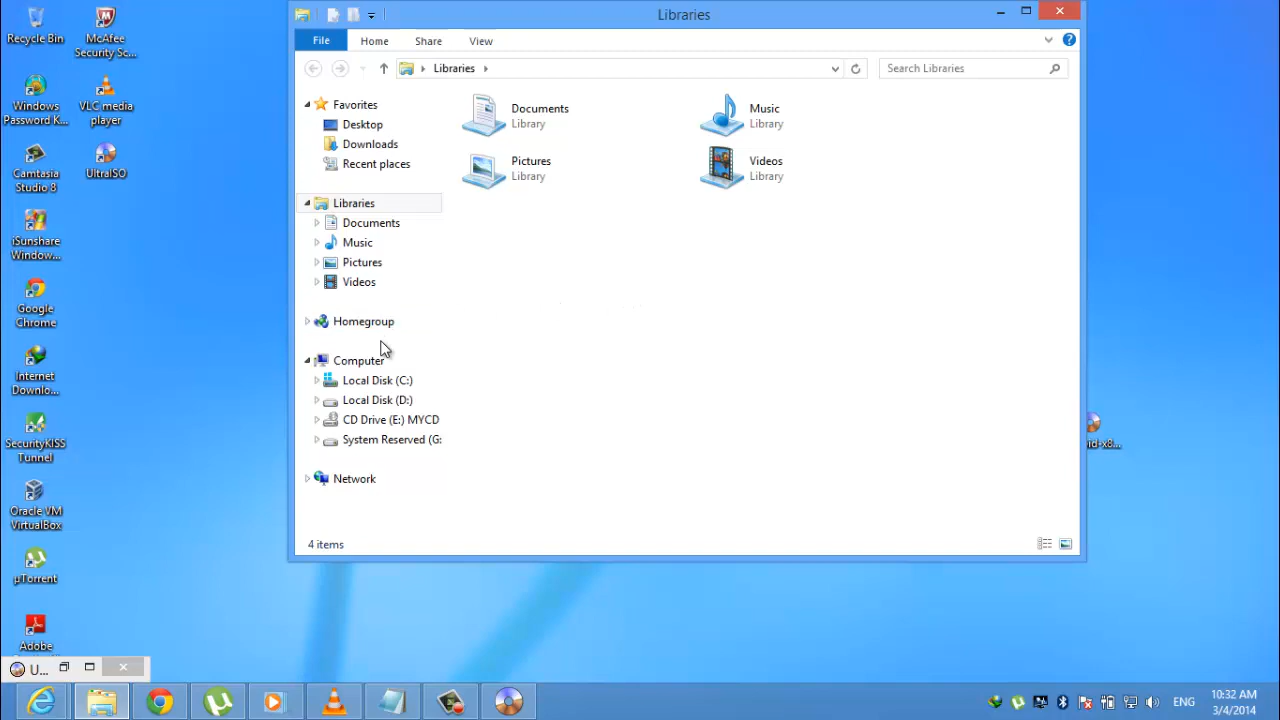 Recycle Bin
McAfee
Security Sc...
Windows
Password K...
VLC media
player
Camtasia
Studio 8
UltraISO
iSunshare
Window...
Google
Chrome
Internet
Downlo...
SecurityKISS
Tunnel
Oracle VM
VirtualBox
µTorrent
Adobe
U...
Libraries
File
Home
Share
View
Libraries
Search Libraries
Favorites
Desktop
Downloads
Recent places
Libraries
Documents
Music
Pictures
Videos
Homegroup
Computer
Local Disk (C:)
Local Disk (D:)
CD Drive (E:) MYCD
System Reserved (G:
Network
Documents
Library
Music
Library
Pictures
Library
Videos
Library
4 items
id-x8...
ENG
10:32 AM
3/4/2014